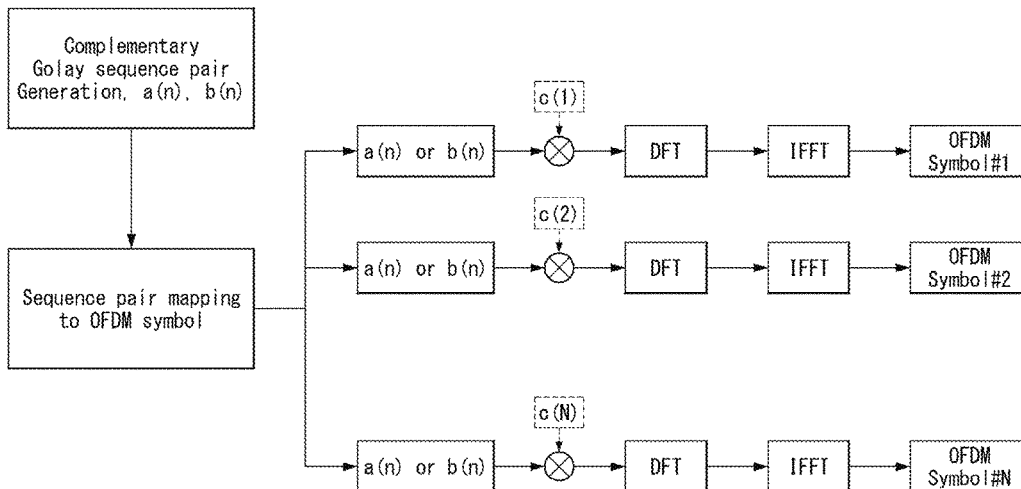 Complementary
Golay sequence pair
Generation, a(n), b(n)
Sequence pair mapping
to OFDM symbol
c(1)
a(n) or b(n)
DFT
IFFT
OFDM
Symbol#1
c(2)
a(n) or b(n)
DFT
IFFT
OFDM
Symbol#2
c(N)
a(n) or b(n)
DFT
IFFT
OFDM
Symbol#N